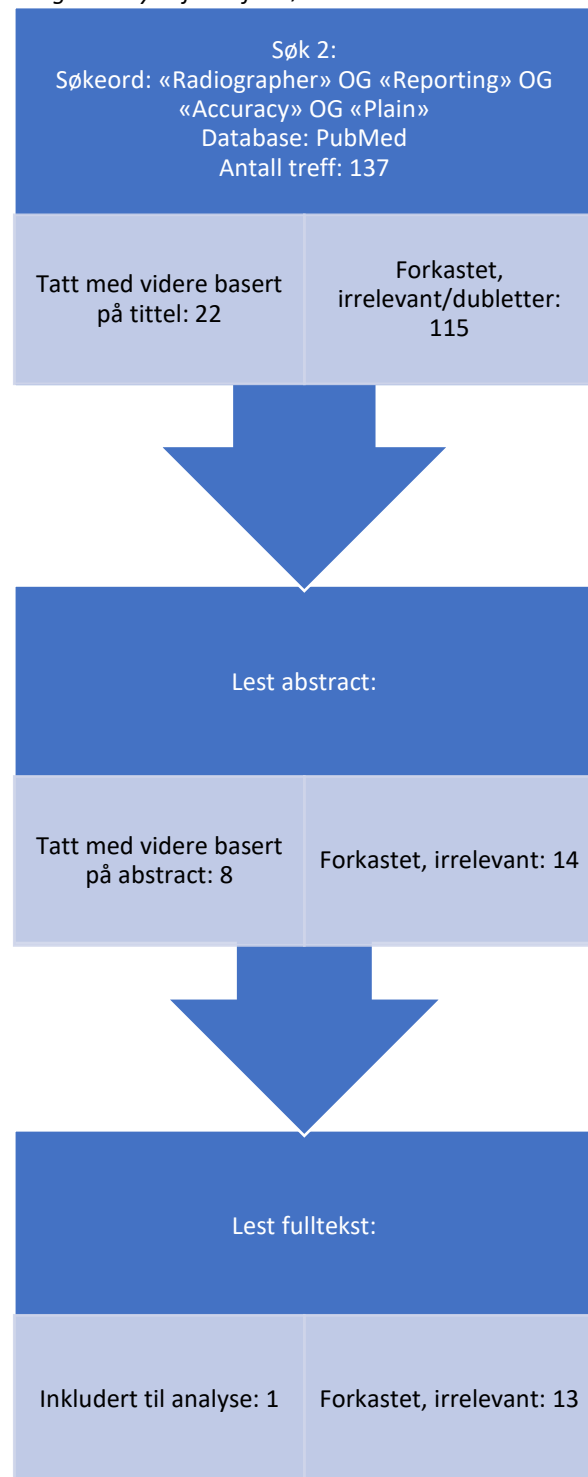 Søk 2:
Søkeord: «Radiographer» OG «Reporting» OG
«Accuracy» OG «Plain»
Database: PubMed
Antall treff: 137
Tatt med videre basert
på tittel: 22
Forkastet,
irrelevant/dubletter:
115
Lest abstract:
Tatt med videre basert
på abstract: 8
Forkastet, irrelevant: 14
Lest fulltekst:
Inkludert til analyse: 1
Forkastet, irrelevant: 13